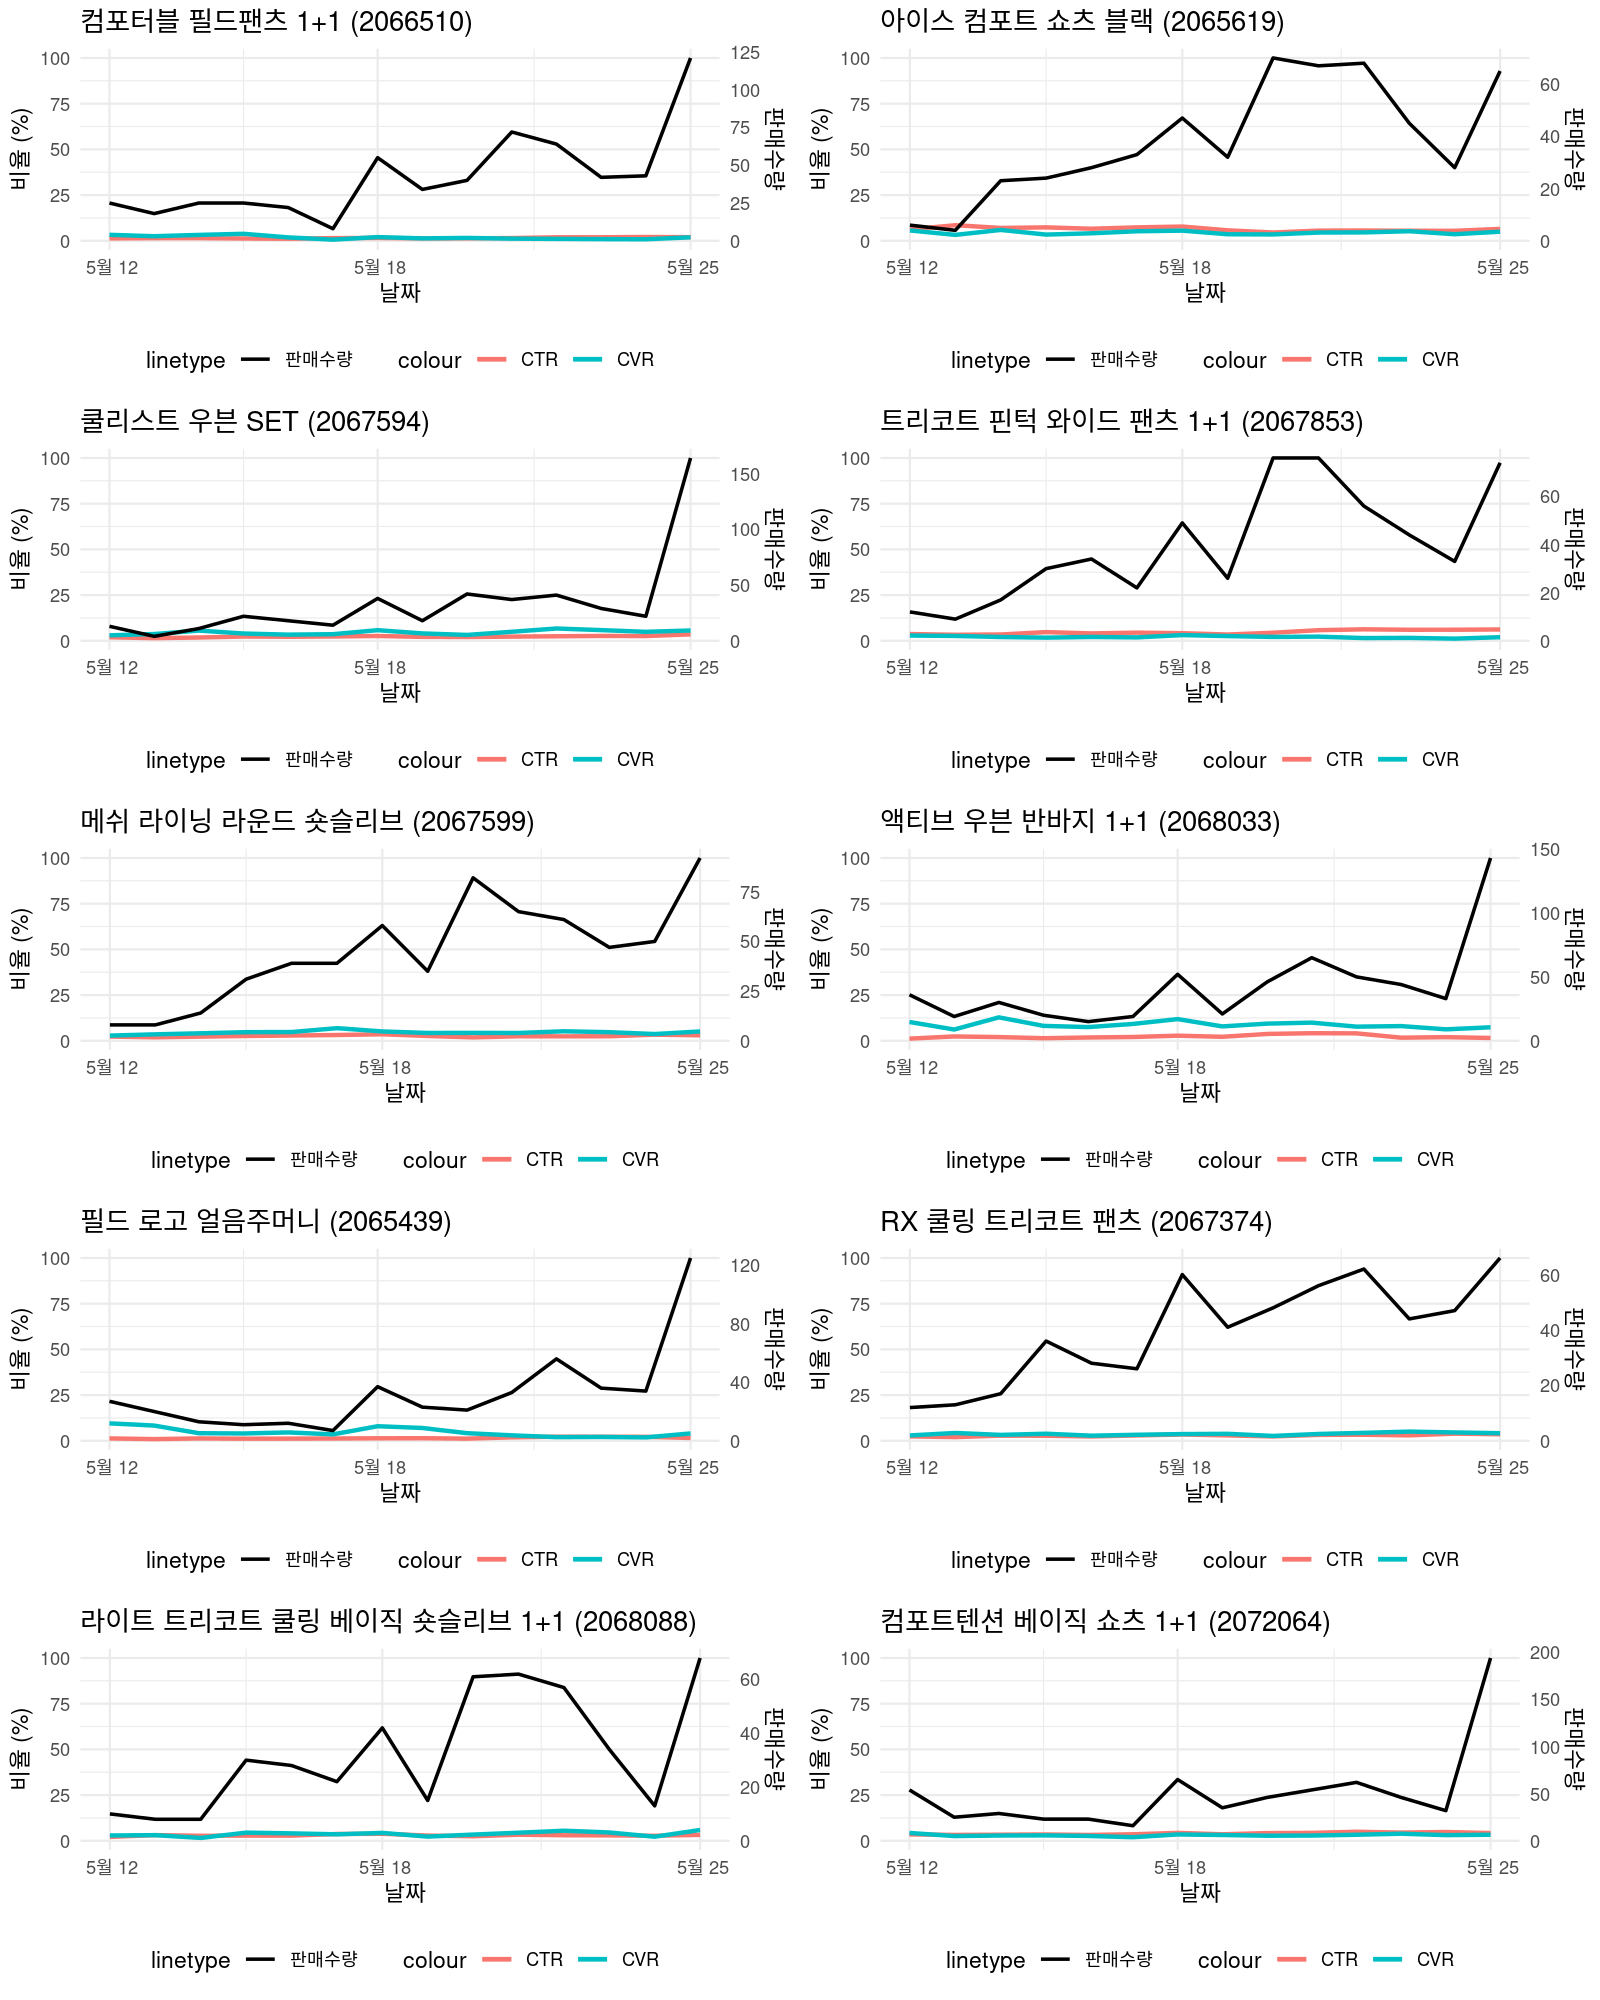 컴포터블 필드팬츠 1+1 (2066510)
비율 (%)
100
75
50
25
0
125
100
75
50
25
0
판매수량
5월 12
5월 18
5월 25
날짜
linetype 판매수량 colour CTR CVR
아이스 컴포트 쇼츠 블랙 (2065619)
비율 (%)
100
75
50
25
0
60
40
20
0
판매수량
5월 12
5월 18
5월 25
날짜
linetype 판매수량 colour CTR CVR
쿨리스트 우븐 SET (2067594)
비율 (%)
100
75
50
25
0
150
100
50
0
판매수량
5월 12
5월 18
5월 25
날짜
linetype 판매수량 colour CTR CVR
트리코트 핀턱 와이드 팬츠 1+1 (2067853)
비율 (%)
100
75
50
25
0
60
40
20
0
판매수량
5월 12
5월 18
5월 25
날짜
linetype 판매수량 colour CTR CVR
메쉬 라이닝 라운드 숏슬리브 (2067599)
비율 (%)
100
75
50
25
0
75
50
25
0
판매수량
5월 12
5월 18
5월 25
날짜
linetype 판매수량 colour CTR CVR
액티브 우븐 반바지 1+1 (2068033)
비율 (%)
100
75
50
25
0
150
100
50
0
판매수량
5월 12
5월 18
5월 25
날짜
linetype 판매수량 colour CTR CVR
필드 로고 얼음주머니 (2065439)
비율 (%)
100
75
50
25
0
120
80
40
0
판매수량
5월 12
5월 18
5월 25
날짜
linetype 판매수량 colour CTR CVR
RX 쿨링 트리코트 팬츠 (2067374)
비율 (%)
100
75
50
25
0
60
40
20
0
판매수량
5월 12
5월 18
5월 25
날짜
linetype 판매수량 colour CTR CVR
라이트 트리코트 쿨링 베이직 숏슬리브 1+1 (2068088)
비율 (%)
100
75
50
25
0
60
40
20
0
판매수량
5월 12
5월 18
5월 25
날짜
linetype 판매수량 colour CTR CVR
컴포트텐션 베이직 쇼츠 1+1 (2072064)
비율 (%)
100
75
50
25
0
200
150
100
50
0
판매수량
5월 12
5월 18
5월 25
날짜
linetype 판매수량 colour CTR CVR